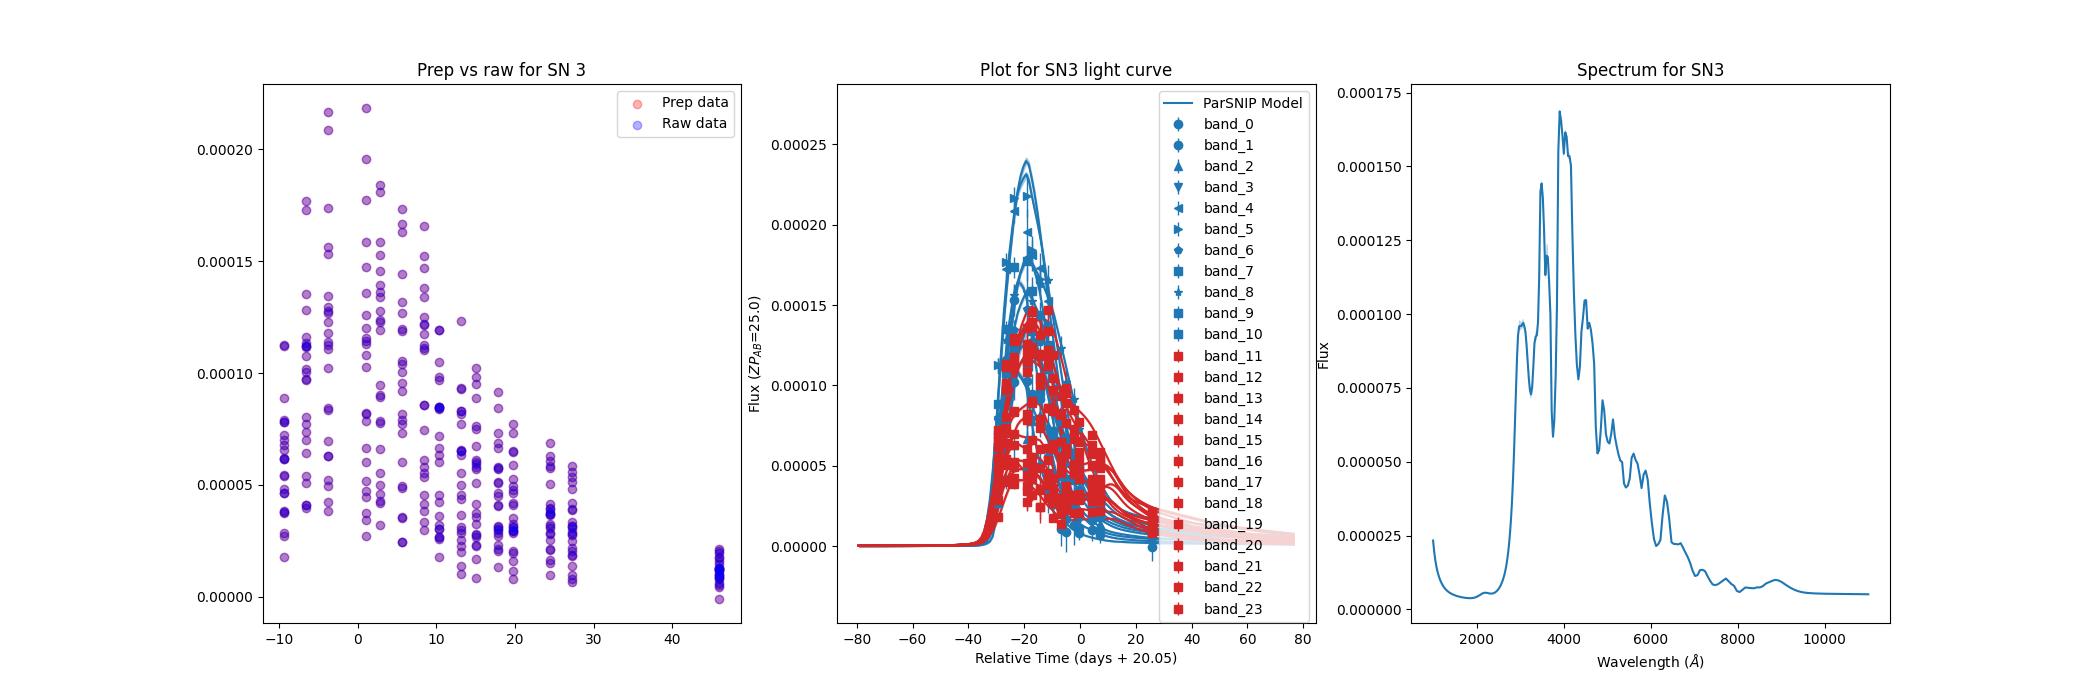 Prep vs raw for SN 3
Prep data
Raw data
0.00020
0.00015
0.00010
0.00005
0.00000
−10
0
10
20
30
40
Plot for SN3 light curve
ParSNIP Model
band_0
band_1
band_2
band_3
band_4
band_5
band_6
band_7
band_8
band_9
band_10
band_11
band_12
band_13
band_14
band_15
band_16
band_17
band_18
band_19
band_20
band_21
band_22
band_23
Flux (ZP_AB=25.0)
0.00025
0.00020
0.00015
0.00010
0.00005
0.00000
−80
−60
−40
−20
0
20
40
60
80
Relative Time (days + 20.05)
Spectrum for SN3
Flux
0.000175
0.000150
0.000125
0.000100
0.000075
0.000050
0.000025
0.000000
2000
4000
6000
8000
10000
Wavelength (Å)